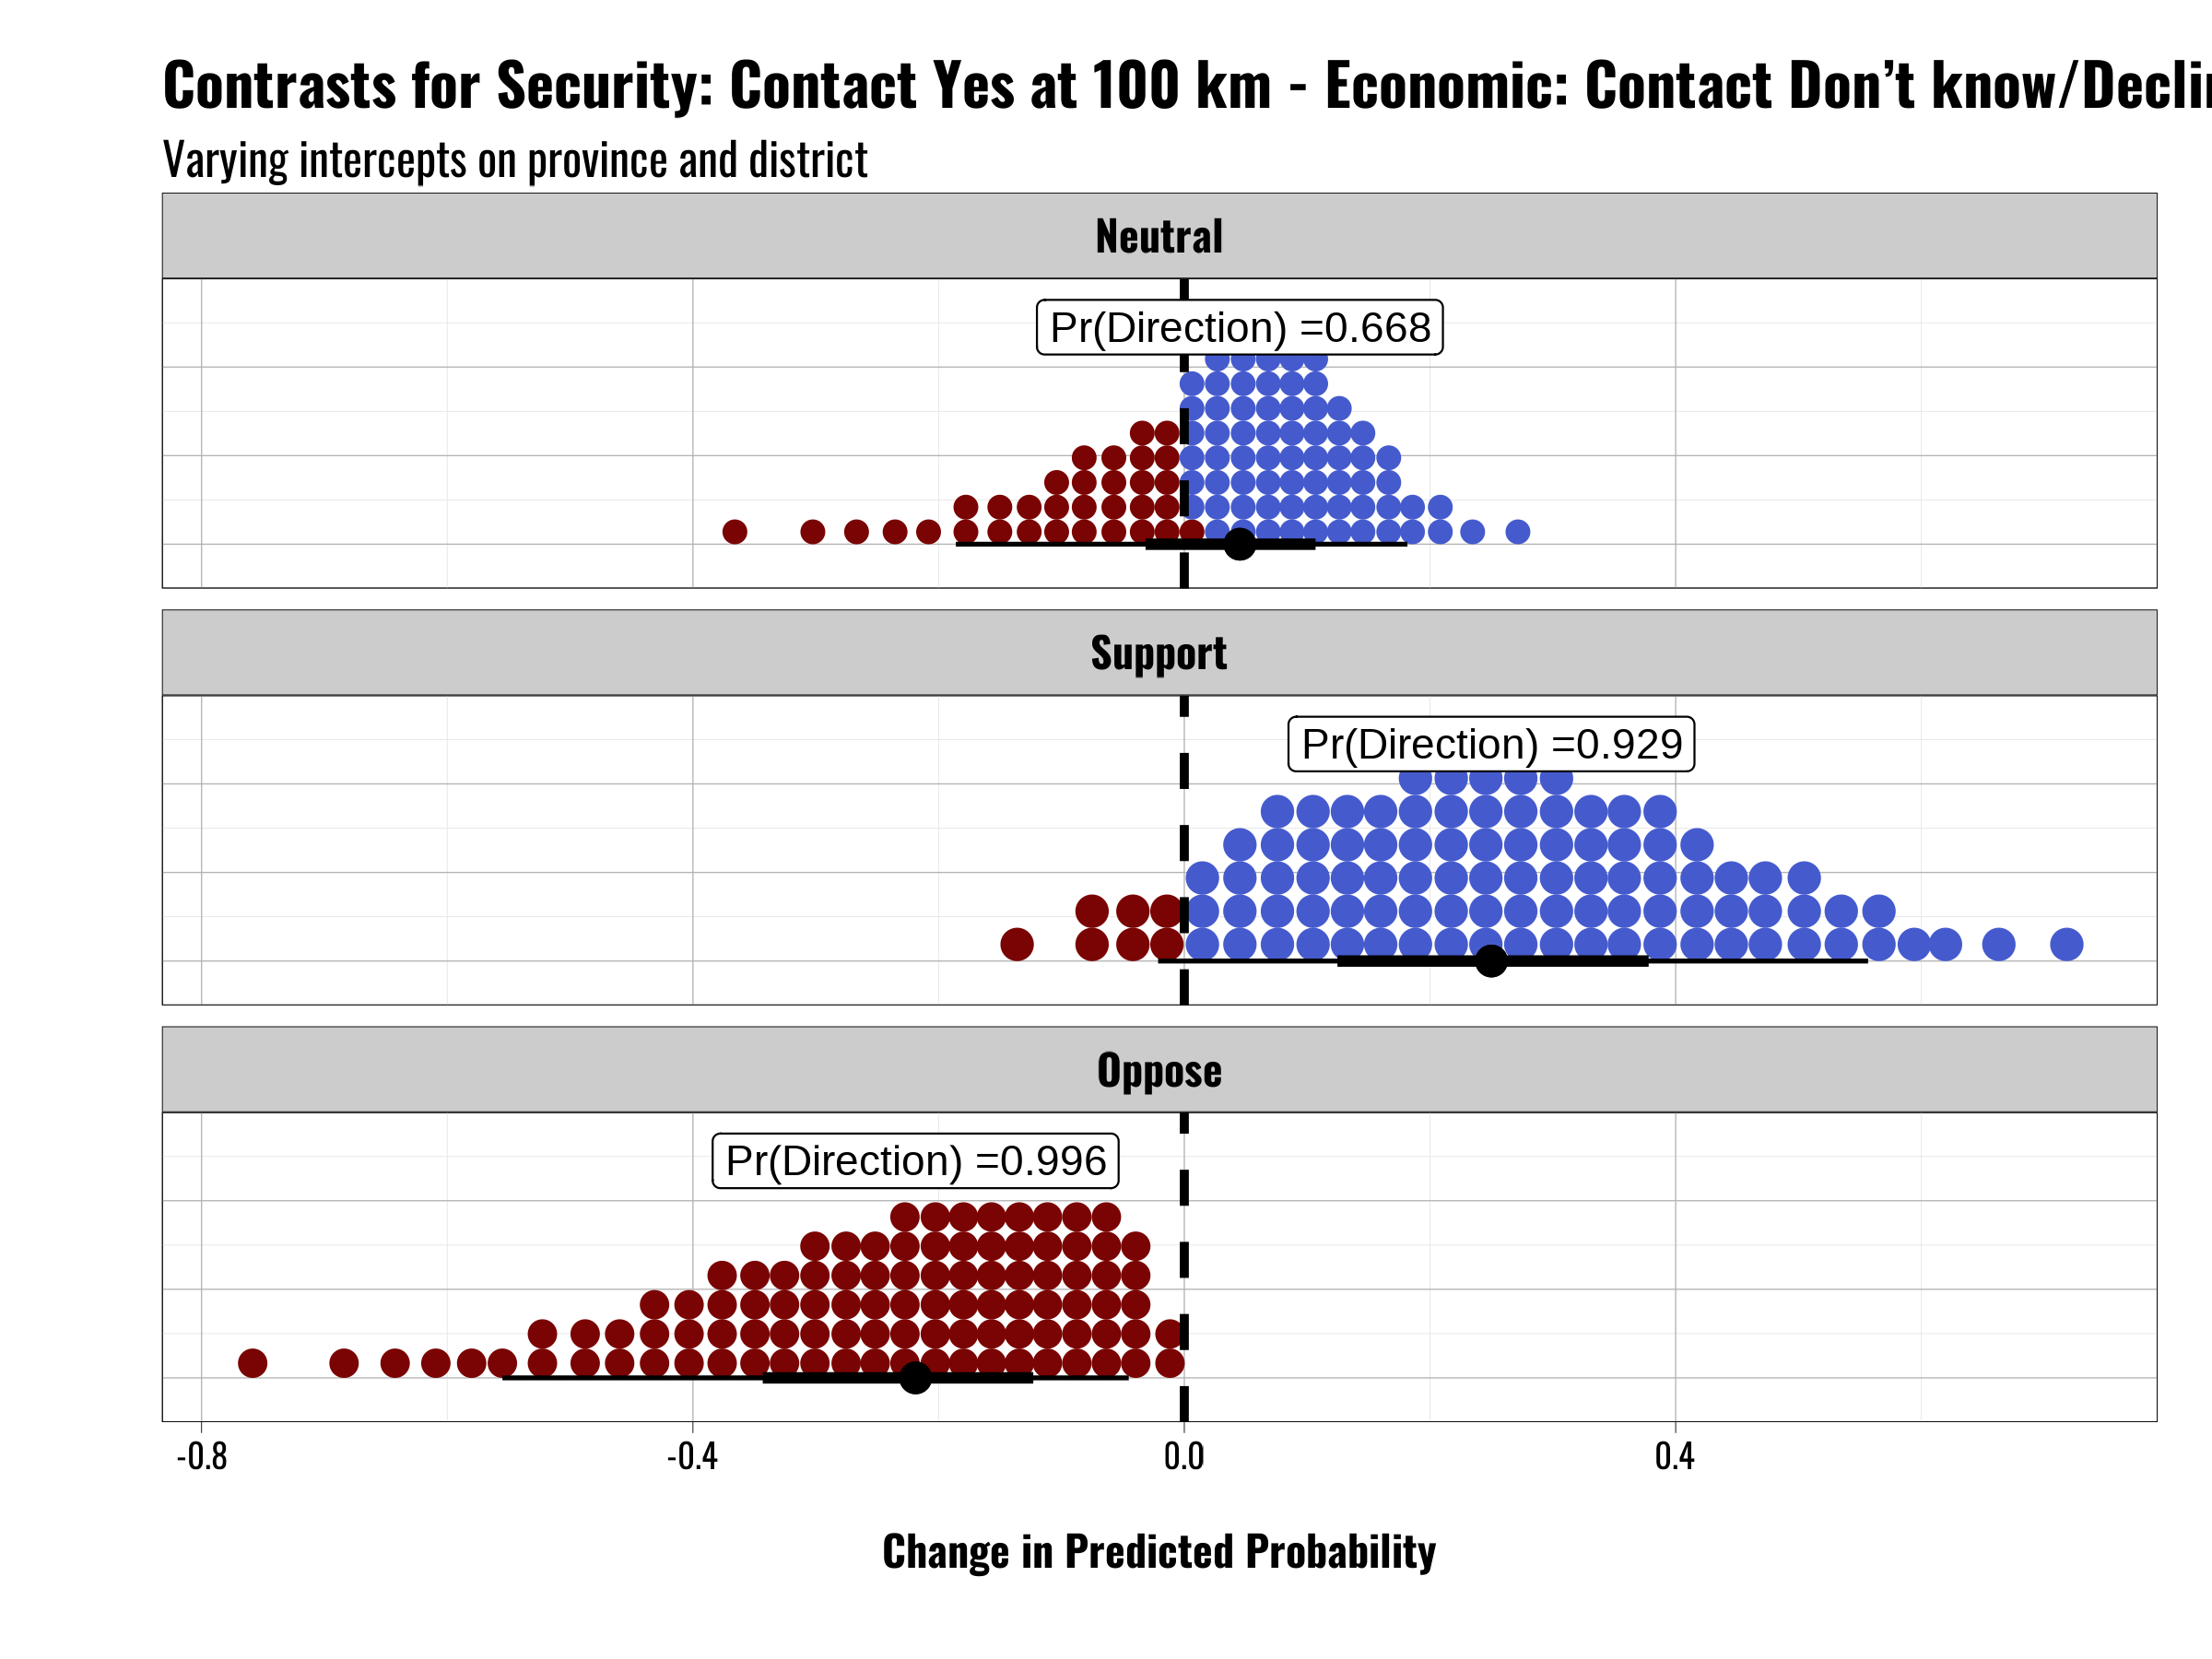 Contrasts for Security: Contact Yes at 100 km - Economic: Contact Don’t know/Declin
Varying intercepts on province and district
Neutral
Pr(Direction) =0.668
Support
Pr(Direction) =0.929
Oppose
Pr(Direction) =0.996
-0.8 -0.4 0.0 0.4
Change in Predicted Probability